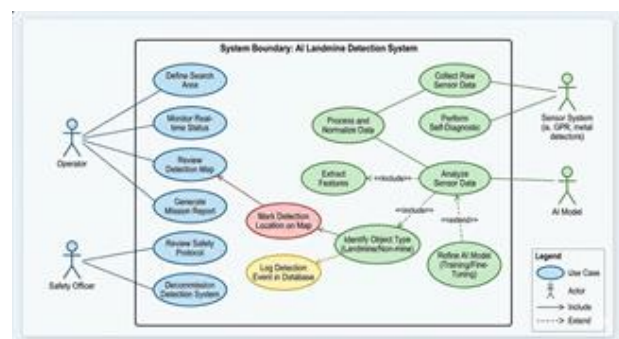 System Boundary: AI Landmine Detection System
Define Search
Area
Monitor Real-
time Status
Review
Detection Map
Generate
Mission Report
Review Safety
Protocol
Decommission
Detection System
Operator
Safety Officer
Collect Raw
Sensor Data
Process and
Normalize Data
Perform
Self-Diagnostic
Extract
Features
<<include>>
Analyze
Sensor Data
<<include>>
<<extend>>
Mark Detection
Location on Map
Identify Object Type
(Landmine/Non-mine)
Log Detection
Event in Database
Refine AI Model
(Training/Fine-
Tuning)
Sensor System
(ia, GPR, metal
detectors)
AI Model
Legend
Use Case
Actor
Include
Extend